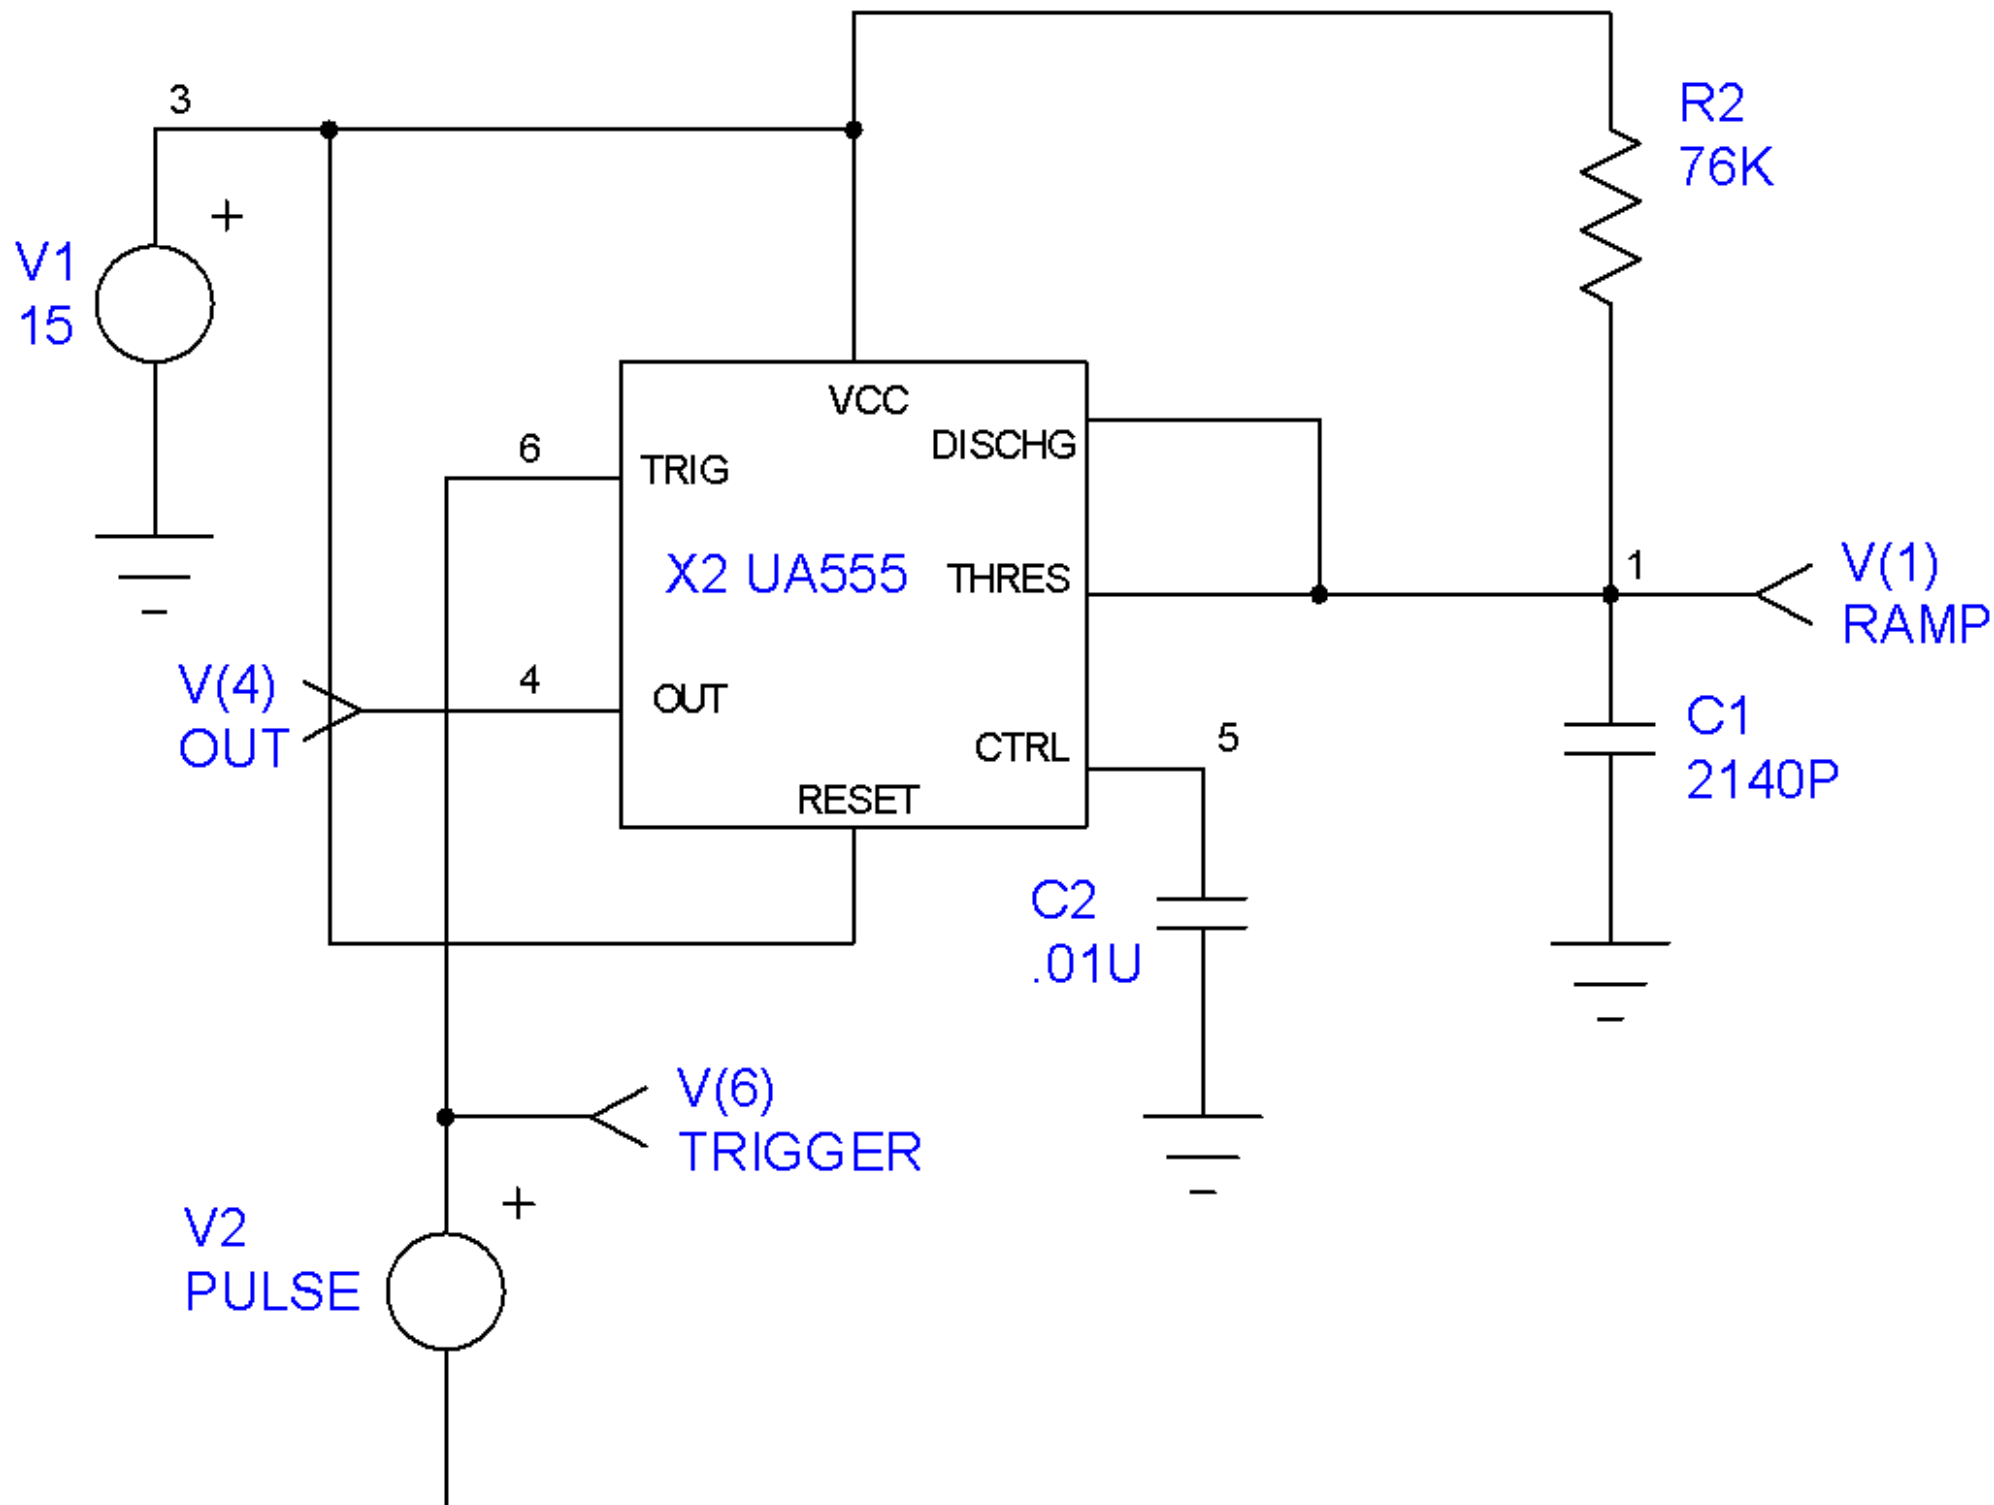 3
R2
76K
+
V1
15
VCC
DISCHG
6
TRIG
X2 UA555
THRES
1
V(1)
RAMP
V(4)
OUT
4
OUT
CTRL
5
C1
2140P
RESET
C2
.01U
V(6)
TRIGGER
+
V2
PULSE